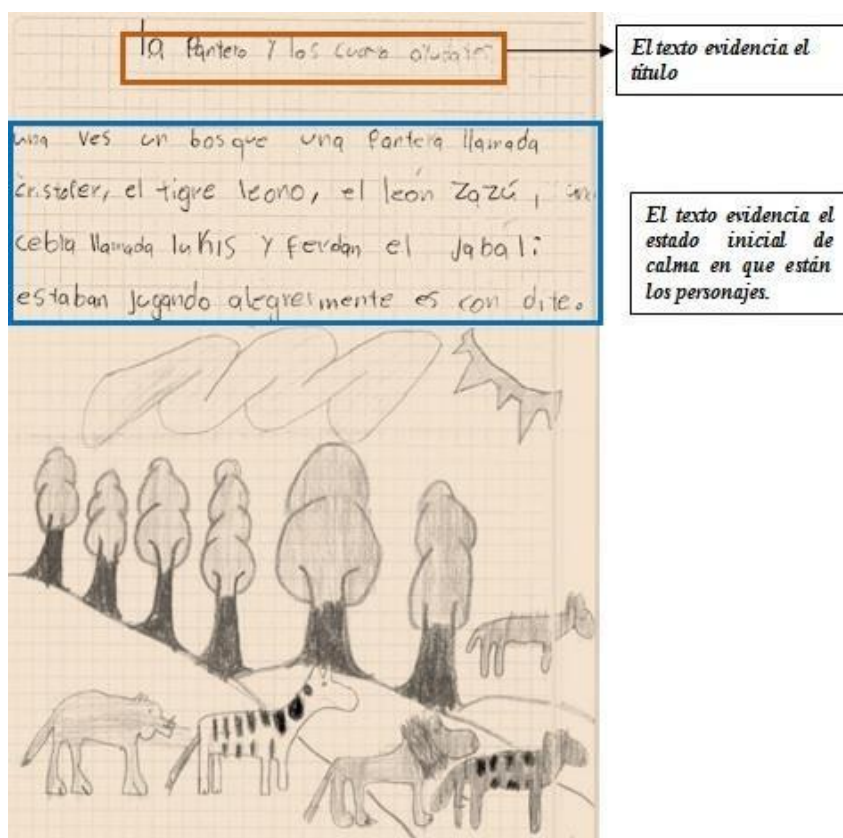 la Pantera y los cuatro
El texto evidencia el
título
una ves un bosque una Pantera llamada
cristofer, el tigre leono, el león Zazú,
cebla llamada luKis y ferdan el Jabalí
estaban jugando alegremente es con dite.
El texto evidencia el
estado inicial de
calma en que están
los personajes.